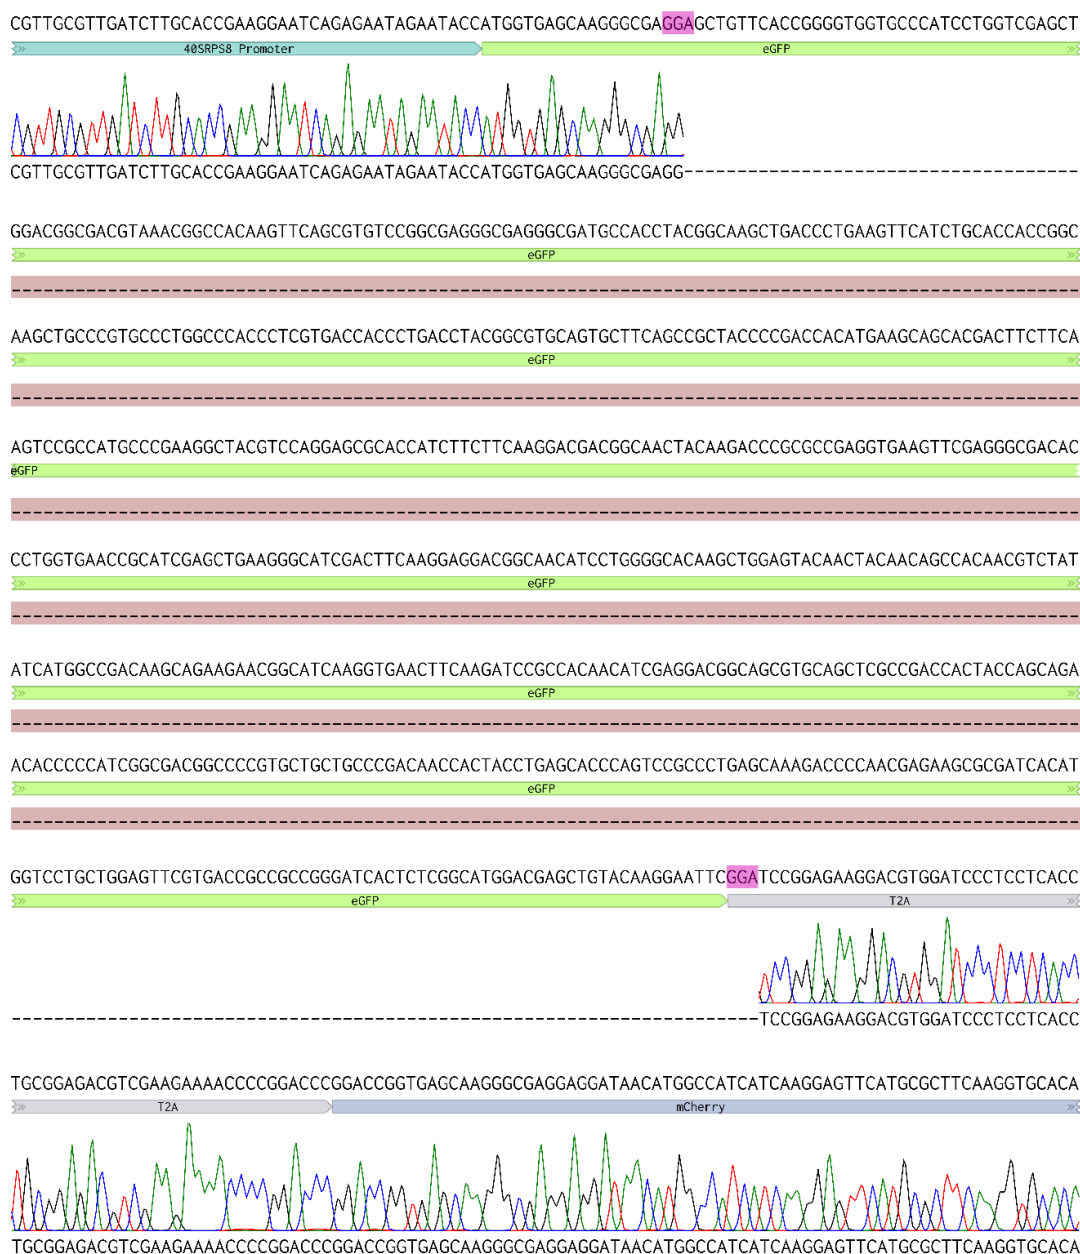 CGTTGCGTTGATCTTGCACCGAAGGAATCAGAGAATAGAATACCATGGTGAGCAAGGGCGAGGAGCTGTTCACCGGGGTGGTGCCCATCCTGGTCGAGCT
40SRPS8 Promoter eGFP
CGTTGCGTTGATCTTGCACCGAAGGAATCAGAGAATAGAATACCATGGTGAGCAAGGGCGAGG-------------------------------------
GGACGGCGACGTAAACGGCCACAAGTTCAGCGTGTCCGGCGAGGGCGAGGGCGATGCCACCTACGGCAAGCTGACCCTGAAGTTCATCTGCACCACCGGC
eGFP
AAGCTGCCCGTGCCCTGGCCCACCCTCGTGACCACCCTGACCTACGGCGTGCAGTGCTTCAGCCGCTACCCCGACCACATGAAGCAGCACGACTTCTTCA
eGFP
AGTCCGCCATGCCCGAAGGCTACGTCCAGGAGCGCACCATCTTCTTCAAGGACGACGGCAACTACAAGACCCGCGCCGAGGTGAAGTTCGAGGGCGACAC
eGFP
CCTGGTGAACCGCATCGAGCTGAAGGGCATCGACTTCAAGGAGGACGGCAACATCCTGGGGCACAAGCTGGAGTACAACTACAACAGCCACAACGTCTAT
eGFP
ATCATGGCCGACAAGCAGAAGAACGGCATCAAGGTGAACTTCAAGATCCGCCACAACATCGAGGACGGCAGCGTGCAGCTCGCCGACCACTACCAGCAGA
eGFP
ACACCCCCATCGGCGACGGCCCCGTGCTGCTGCCCGACAACCACTACCTGAGCACCCAGTCCGCCCTGAGCAAAGACCCCAACGAGAAGCGCGATCACAT
eGFP
GGTCCTGCTGGAGTTCGTGACCGCCGCCGGGATCACTCTCGGCATGGACGAGCTGTACAAGGAATTCGGATCCGGAGAAGGACGTGGATCCCTCCTCACC
eGFP T2A
----------------------------------------------------------------------TCCGGAGAAGGACGTGGATCCCTCCTCACC
TGCGGAGACGTCGAAGAAAACCCCGGACCCGGACCGGTGAGCAAGGGCGAGGAGGATAACATGGCCATCATCAAGGAGTTCATGCGCTTCAAGGTGCACA
T2A mCherry
TGCGGAGACGTCGAAGAAAACCCCGGACCCGGACCGGTGAGCAAGGGCGAGGAGGATAACATGGCCATCATCAAGGAGTTCATGCGCTTCAAGGTGCACA